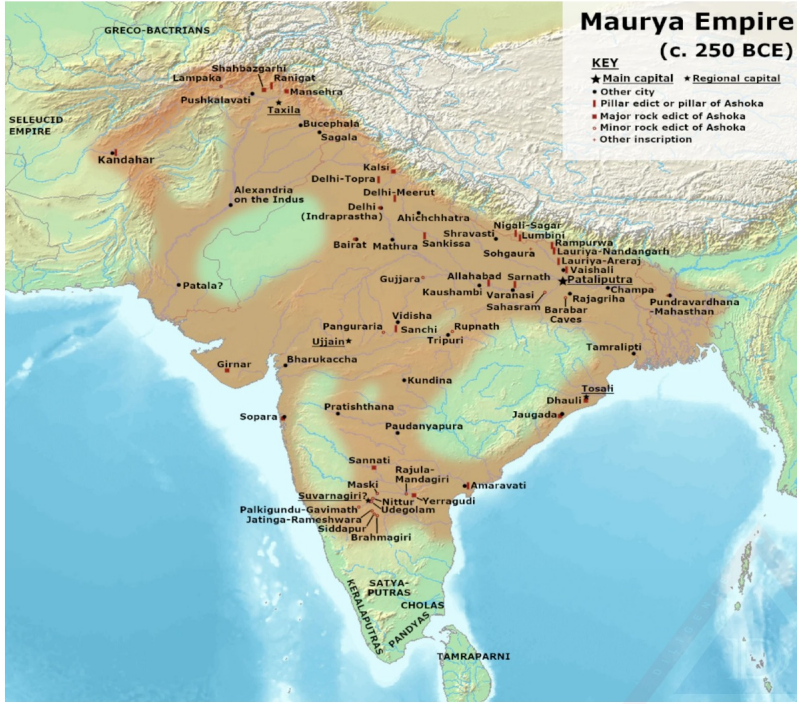 Maurya Empire
(c. 250 BCE)
KEY
Main capital
Regional capital
Other city
Pillar edict or pillar of Ashoka
Major rock edict of Ashoka
Minor rock edict of Ashoka
Other inscription
GRECO-BACTRIANS
Shahbazgarhi
Lampaka
Ranigat
Pushkalavati
Mansehra
Taxila
SELEUCID
EMPIRE
Bucephala
Sagala
Kandahar
Kalsi
Delhi-Topra
Alexandria
on the Indus
Delhi-Meerut
Delhi
(Indraprastha)
Ahichchhatra
Nigali-Sagar
Shravasti
Lumbini
Bairat
Mathura
Sankissa
Rampurwa
Sohgaura
Lauriya-Nandangarh
Lauriya-Areraj
Vaishali
Gujjara
Allahabad
Sarnath
Pataliputra
Patala?
Kaushambi
Varanasi
Champa
Rajagriha
Sahasram
Pundravardhana
-Mahasthan
Barabar
Caves
Vidisha
Panguraria
Sanchi
Rupnath
Tripuri
Ujjain
Tamralipti
Girnar
Bharukaccha
Kundina
Tosali
Dhauli
Sopara
Pratishthana
Jaugada
Paudanyapura
Sannati
Rajula-
Mandagiri
Maski
Amaravati
Suvarnagiri?
Nittur
Yerragudi
Palkigundu-Gavimath
Udegolam
Jatinga-Rameshwara
Siddapur
Brahmagiri
SATYA-
PUTRAS
KERALAPUTRAS
CHOLAS
PANDYAS
TAMRAPARNI